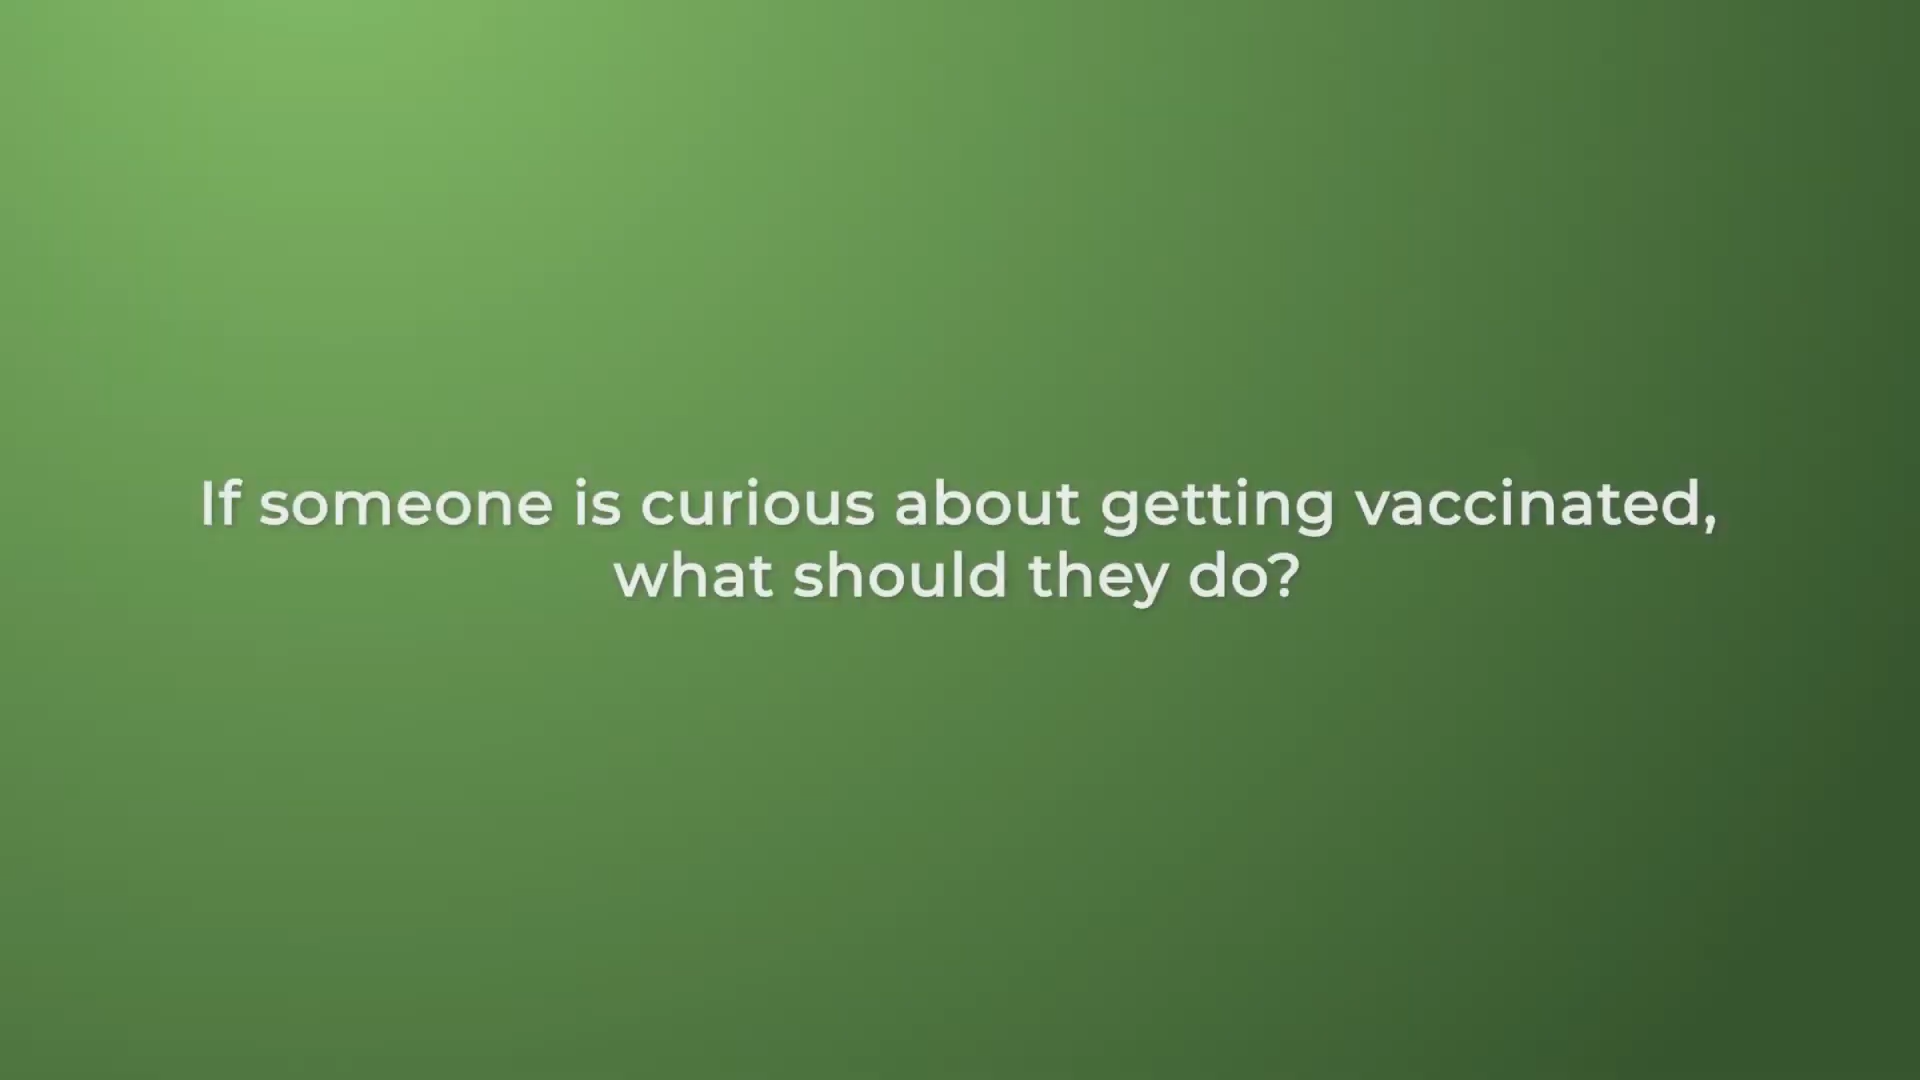 If someone is curious about getting vaccinated,
what should they do?